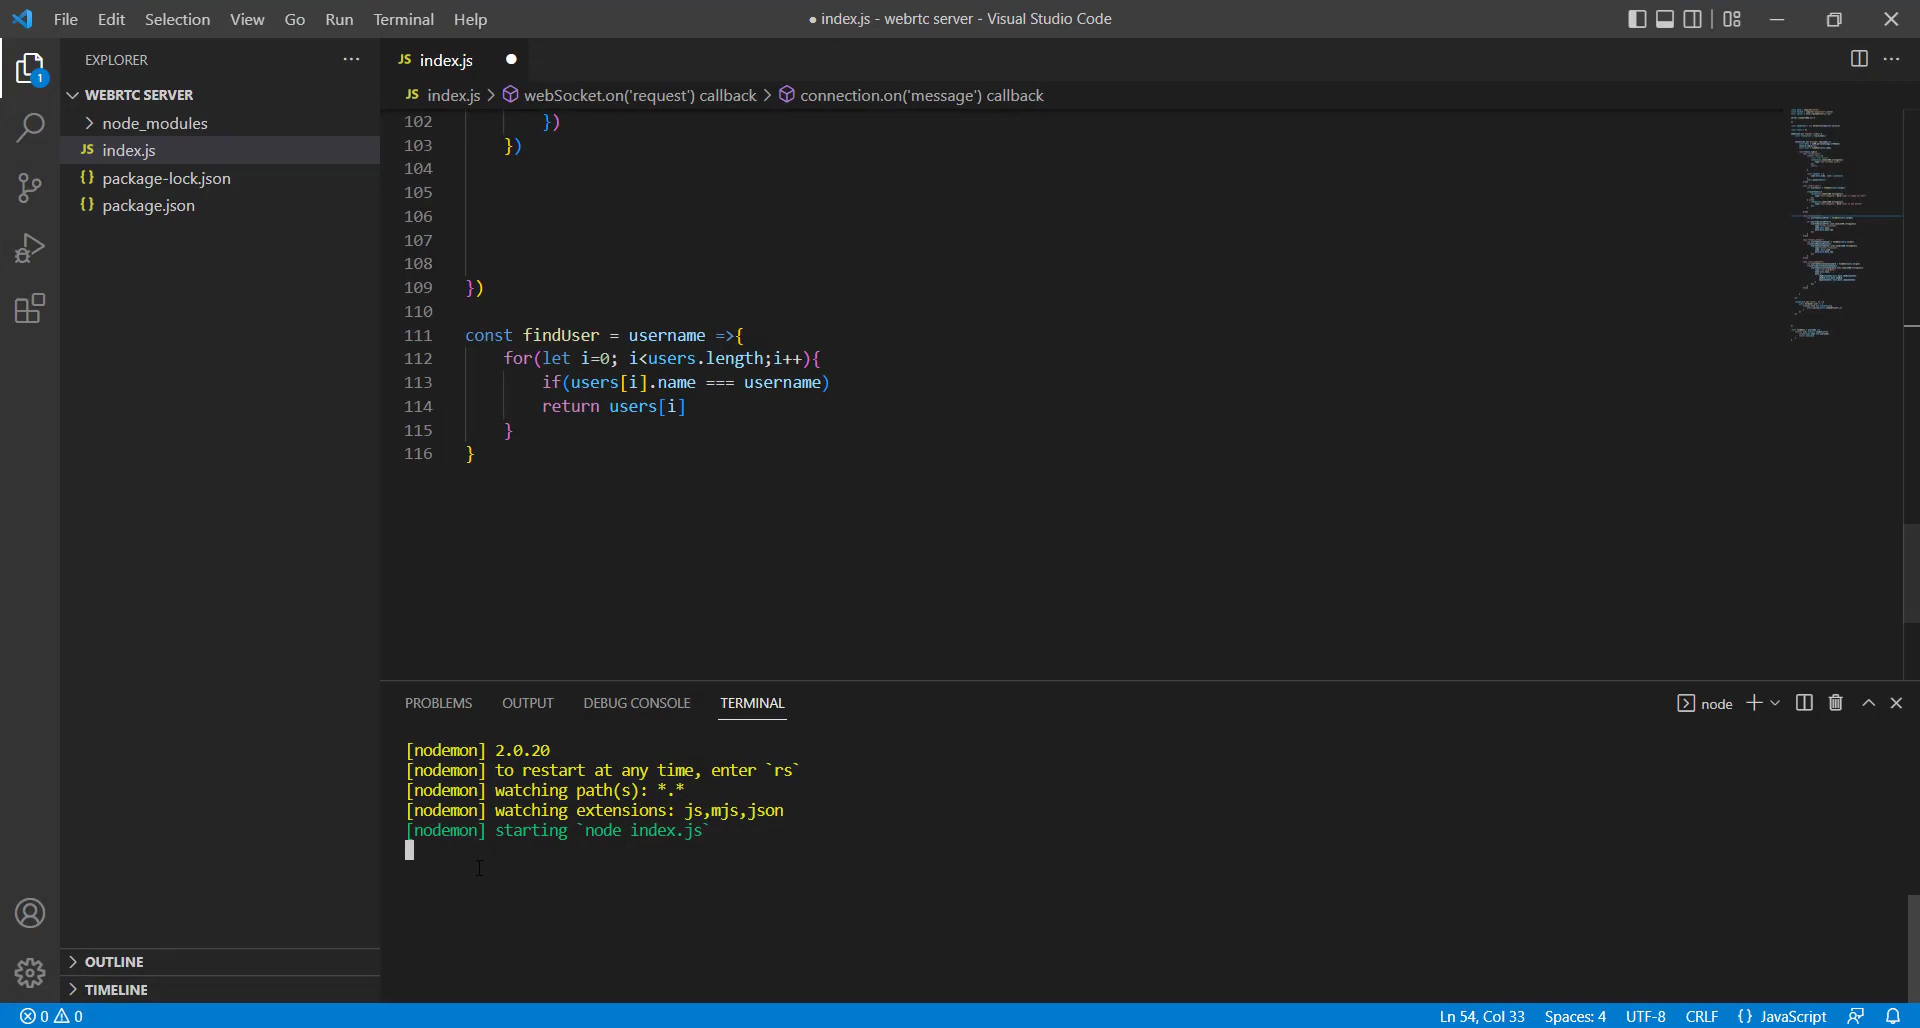 File Edit Selection View Go Run Terminal Help
● index.js - webrtc server - Visual Studio Code
EXPLORER
1
WEBRTC SERVER
node_modules
JS index.js
{} package-lock.json
{} package.json
OUTLINE
TIMELINE
JS index.js
JS index.js > webSocket.on('request') callback > connection.on('message') callback
102 })
103 })
104
105
106
107
108
109 })
110
111 const findUser = username =>{
112 for(let i=0; i<users.length;i++){
113 if(users[i].name === username)
114 return users[i]
115 }
116 }
PROBLEMS OUTPUT DEBUG CONSOLE TERMINAL
node
[nodemon] 2.0.20
[nodemon] to restart at any time, enter `rs`
[nodemon] watching path(s): *.*
[nodemon] watching extensions: js,mjs,json
[nodemon] starting `node index.js`
0 0
Ln 54, Col 33 Spaces: 4 UTF-8 CRLF {} JavaScript